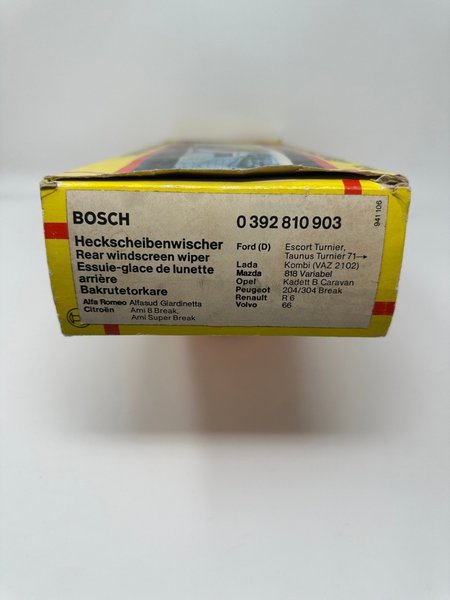 BOSCH
0 392 810 903
Heckscheibenwischer
Rear windscreen wiper
Essuie-glace de lunette
arrière
Bakrutetorkare
Alfa Romeo Alfasud Giardinetta
Citroën Ami 8 Break,
Ami Super Break
Ford (D) Escort Turnier,
Taunus Turnier 71→
Lada Kombi (VAZ 2102)
Mazda 818 Variabel
Opel Kadett B Caravan
Peugeot 204/304 Break
Renault R 6
Volvo 66
941 106